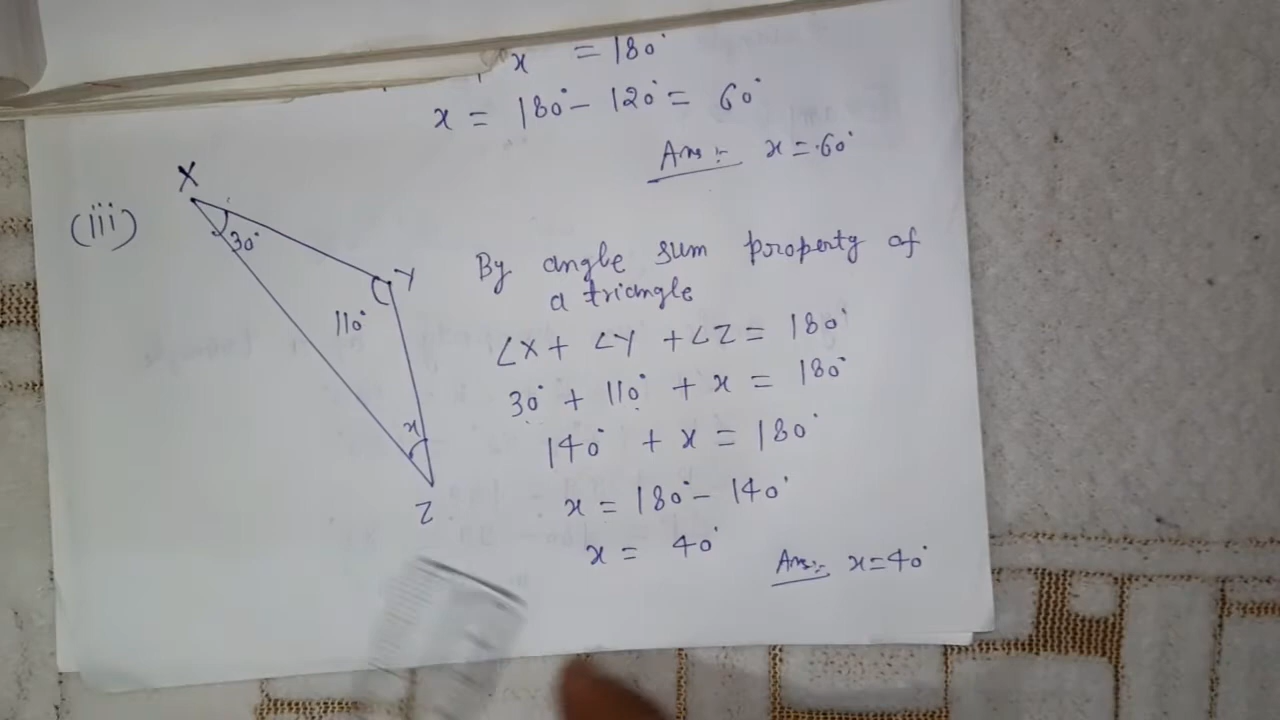 x = 180°
x = 180° - 120° = 60°
Ans :- x = 60°
(iii)
X
30°
Y
110°
x
Z
By angle sum property of
a triangle
∠X + ∠Y + ∠Z = 180°
30° + 110° + x = 180°
140° + x = 180°
x = 180° - 140°
x = 40°
Ans :- x = 40°